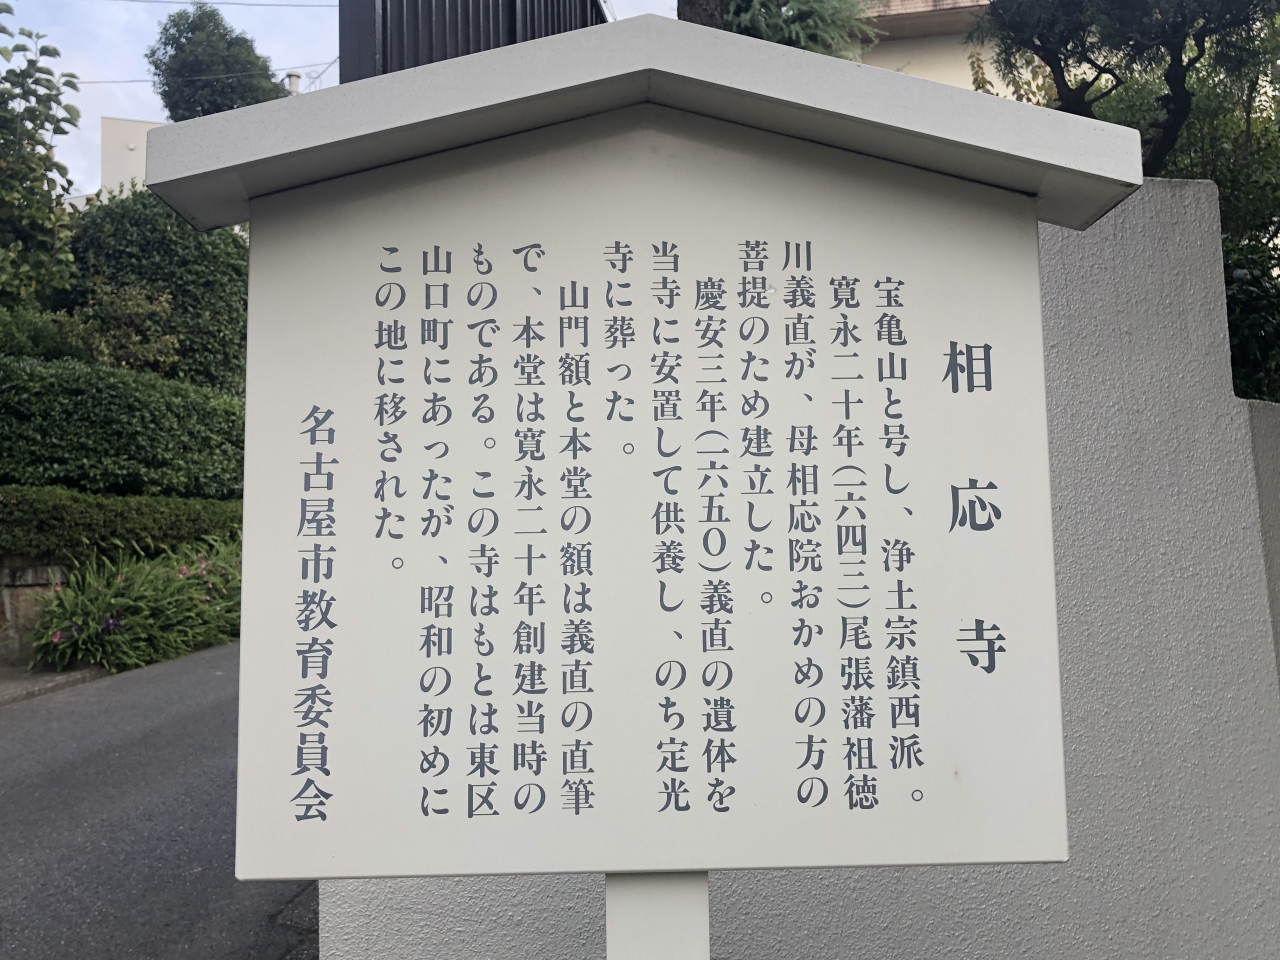 相応寺
宝亀山と号し、浄土宗鎮西派。
寛永二十年(一六四三)尾張藩祖徳
川義直が、母相応院おかめの方の
菩提のため建立した。
慶安三年(一六五〇)義直の遺体を
当寺に安置して供養し、のち定光
寺に葬った。
山門額と本堂の額は義直の直筆
で、本堂は寛永二十年創建当時の
ものである。この寺はもとは東区
山口町にあったが、昭和の初めに
この地に移された。
名古屋市教育委員会